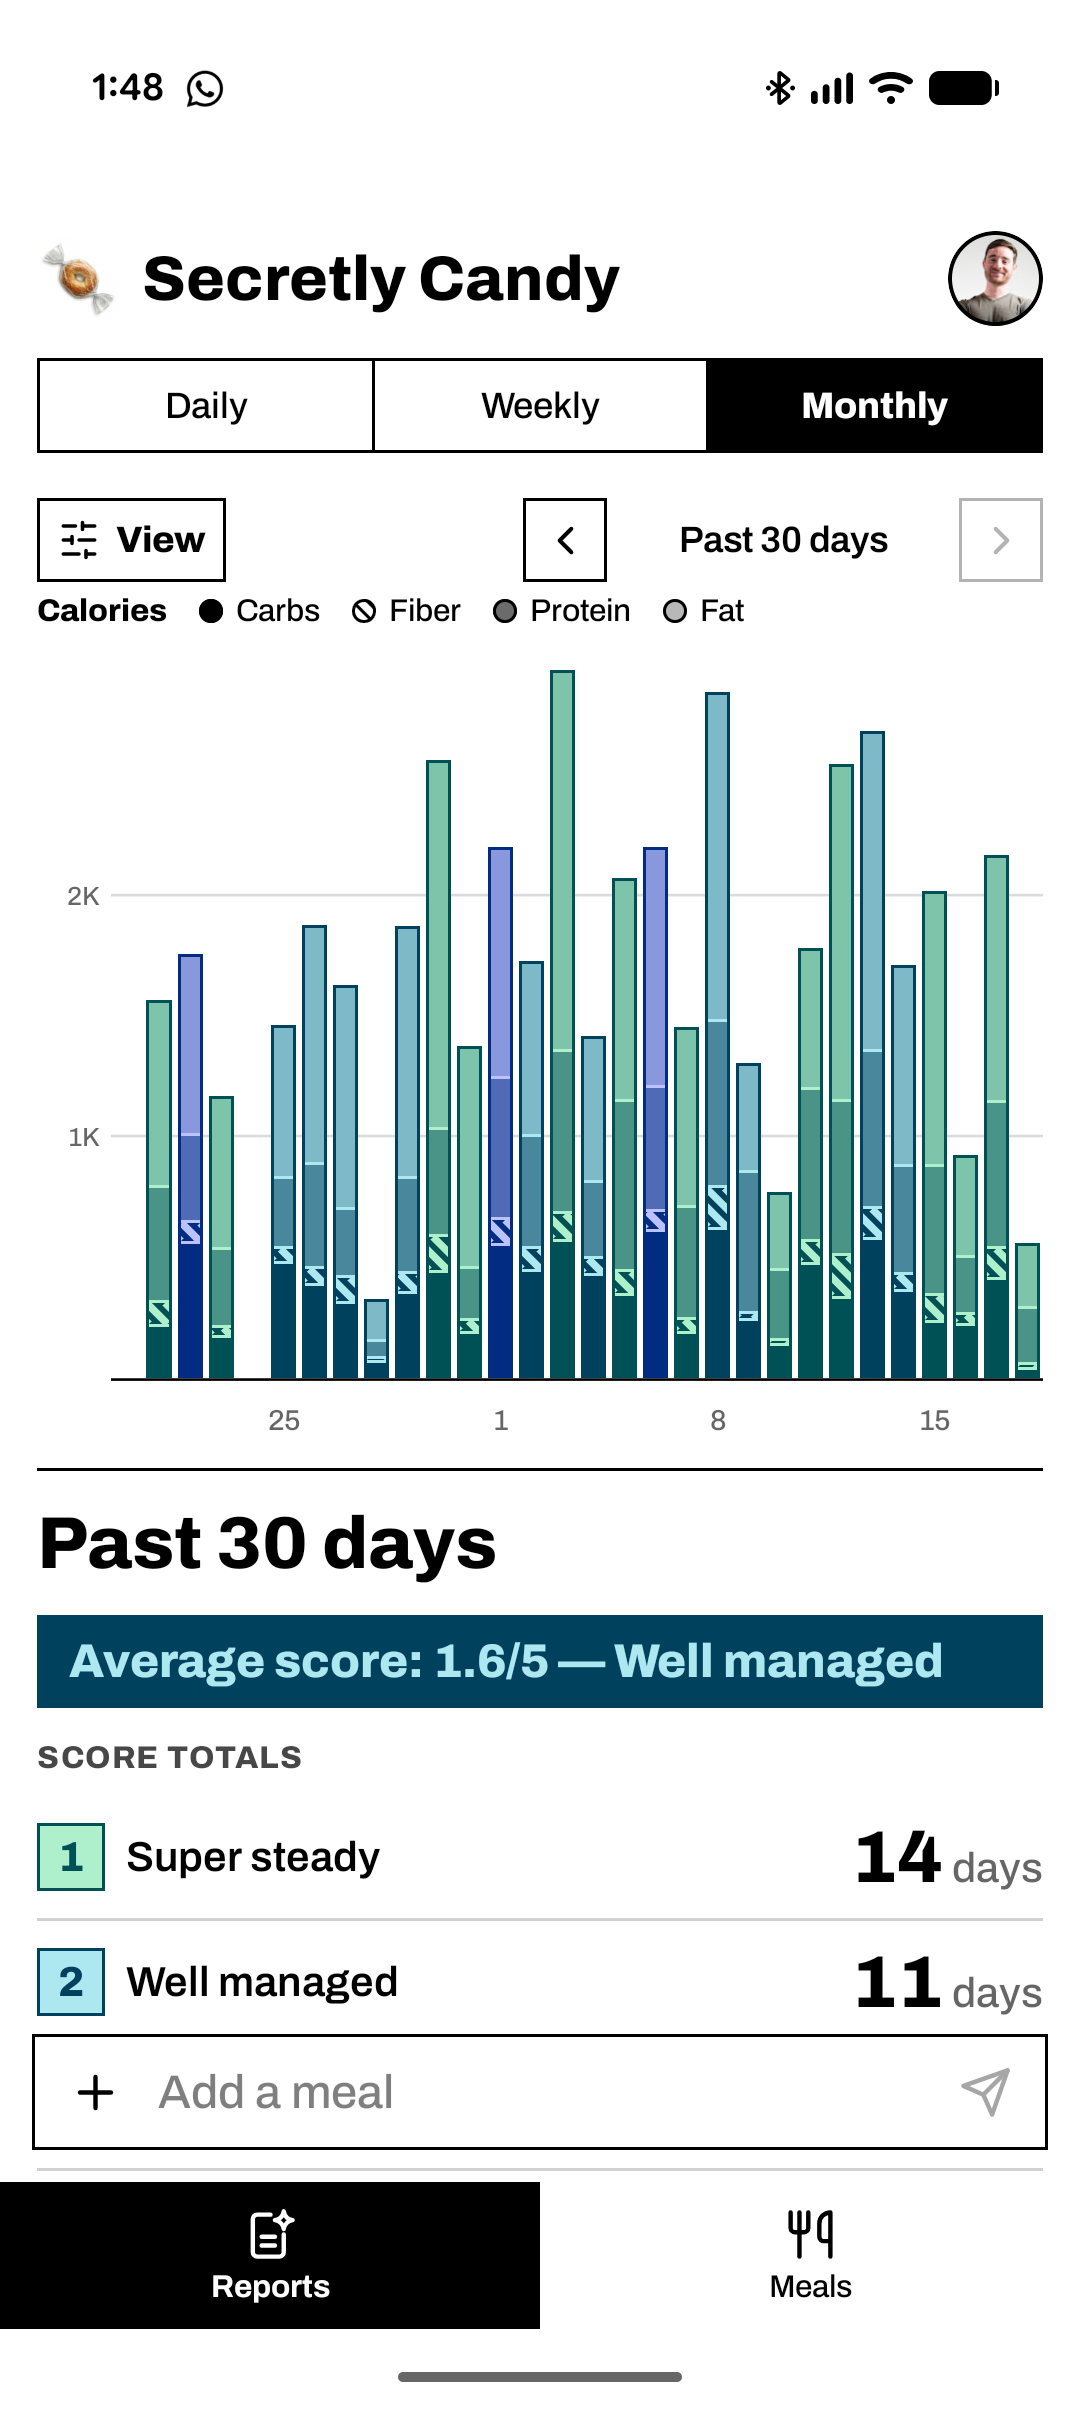 1:48
Secretly Candy
Daily Weekly Monthly
View Past 30 days
Calories Carbs Fiber Protein Fat
2K
1K
25 1 8 15
Past 30 days
Average score: 1.6/5 — Well managed
SCORE TOTALS
1 Super steady 14 days
2 Well managed 11 days
Add a meal
Reports Meals